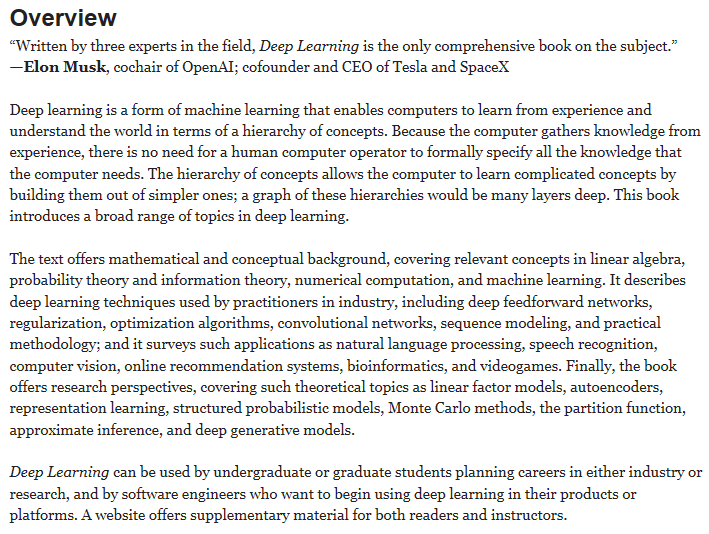 Overview
“Written by three experts in the field, Deep Learning is the only comprehensive book on the subject.”
—Elon Musk, cochair of OpenAI; cofounder and CEO of Tesla and SpaceX
Deep learning is a form of machine learning that enables computers to learn from experience and
understand the world in terms of a hierarchy of concepts. Because the computer gathers knowledge from
experience, there is no need for a human computer operator to formally specify all the knowledge that
the computer needs. The hierarchy of concepts allows the computer to learn complicated concepts by
building them out of simpler ones; a graph of these hierarchies would be many layers deep. This book
introduces a broad range of topics in deep learning.
The text offers mathematical and conceptual background, covering relevant concepts in linear algebra,
probability theory and information theory, numerical computation, and machine learning. It describes
deep learning techniques used by practitioners in industry, including deep feedforward networks,
regularization, optimization algorithms, convolutional networks, sequence modeling, and practical
methodology; and it surveys such applications as natural language processing, speech recognition,
computer vision, online recommendation systems, bioinformatics, and videogames. Finally, the book
offers research perspectives, covering such theoretical topics as linear factor models, autoencoders,
representation learning, structured probabilistic models, Monte Carlo methods, the partition function,
approximate inference, and deep generative models.
Deep Learning can be used by undergraduate or graduate students planning careers in either industry or
research, and by software engineers who want to begin using deep learning in their products or
platforms. A website offers supplementary material for both readers and instructors.